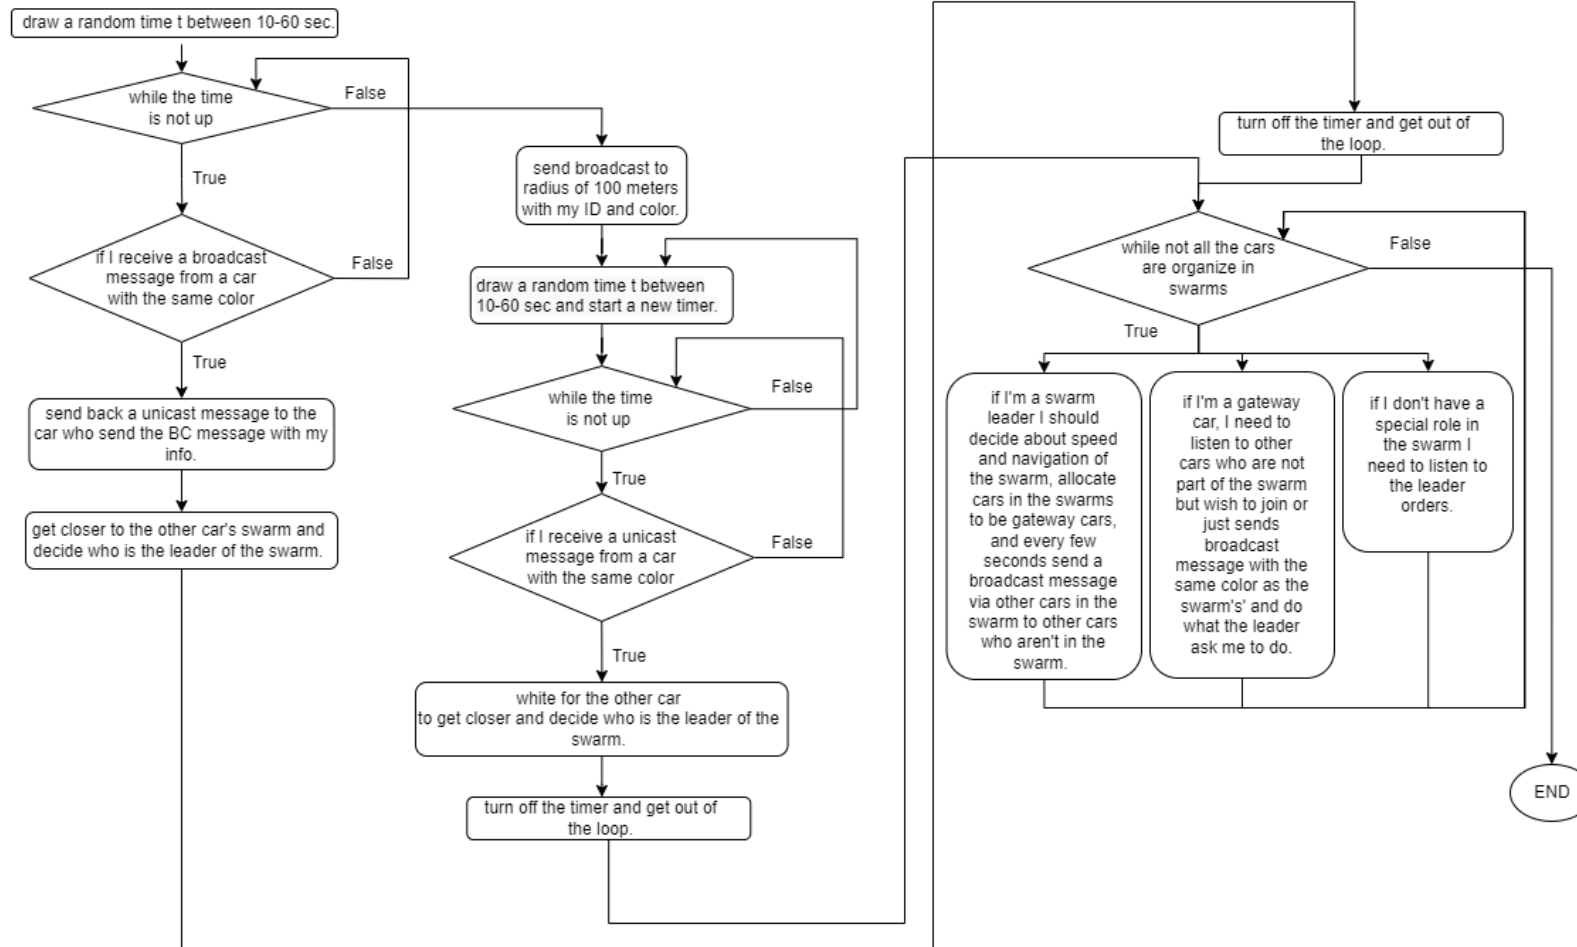 draw a random time t between 10-60 sec.
while the time
is not up
False
True
if I receive a broadcast
message from a car
with the same color
False
True
send back a unicast message to the
car who send the BC message with my
info.
get closer to the other car's swarm and
decide who is the leader of the swarm.
send broadcast to
radius of 100 meters
with my ID and color.
draw a random time t between
10-60 sec and start a new timer.
while the time
is not up
False
True
if I receive a unicast
message from a car
with the same color
False
True
white for the other car
to get closer and decide who is the leader of the
swarm.
turn off the timer and get out of
the loop.
turn off the timer and get out of
the loop.
while not all the cars
are organize in
swarms
False
True
if I'm a swarm
leader I should
decide about speed
and navigation of
the swarm, allocate
cars in the swarms
to be gateway cars,
and every few
seconds send a
broadcast message
via other cars in the
swarm to other cars
who aren't in the
swarm.
if I'm a gateway
car, I need to
listen to other
cars who are not
part of the swarm
but wish to join or
just sends
broadcast
message with the
same color as the
swarm's' and do
what the leader
ask me to do.
if I don't have a
special role in
the swarm I
need to listen to
the leader
orders.
END